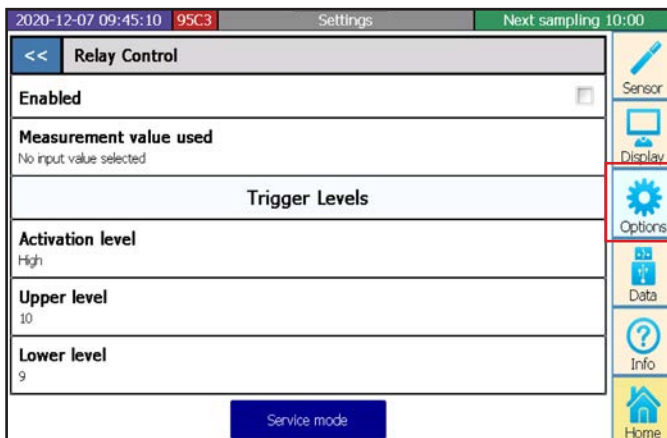 2020-12-07 09:45:10 95C3 Settings Next sampling 10:00
<< Relay Control
Enabled
Measurement value used
No input value selected
Trigger Levels
Activation level
High
Upper level
10
Lower level
9
Service mode
Sensor
Display
Options
Data
Info
Home